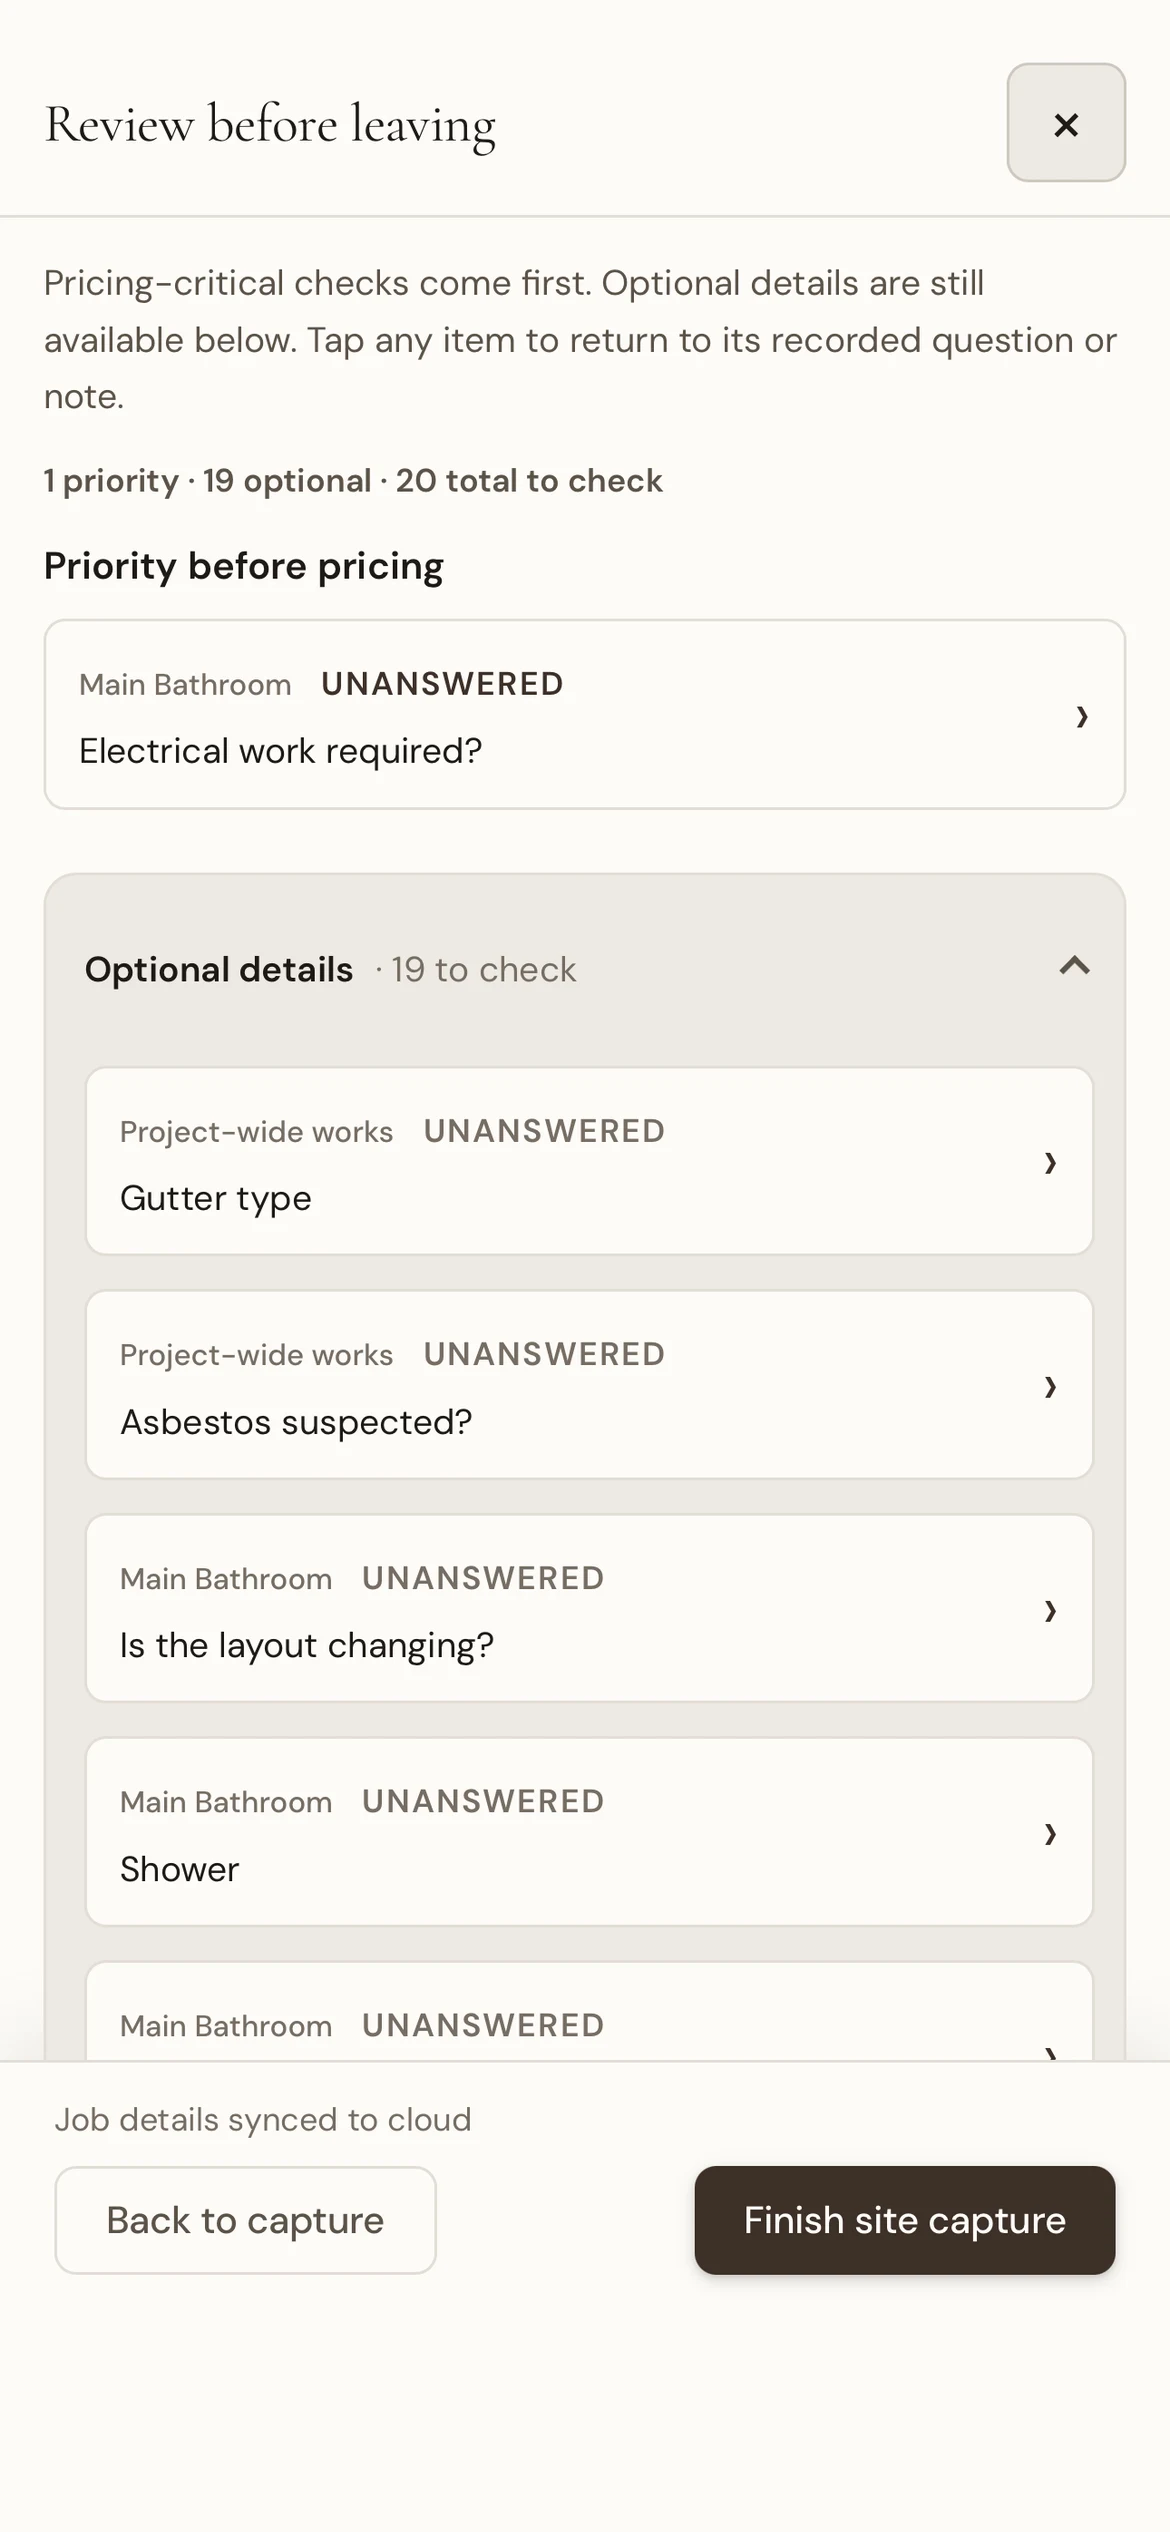 Review before leaving
×
Pricing-critical checks come first. Optional details are still
available below. Tap any item to return to its recorded question or
note.
1 priority · 19 optional · 20 total to check
Priority before pricing
Main Bathroom UNANSWERED
Electrical work required?
Optional details · 19 to check
Project-wide works UNANSWERED
Gutter type
Project-wide works UNANSWERED
Asbestos suspected?
Main Bathroom UNANSWERED
Is the layout changing?
Main Bathroom UNANSWERED
Shower
Main Bathroom UNANSWERED
Job details synced to cloud
Back to capture
Finish site capture